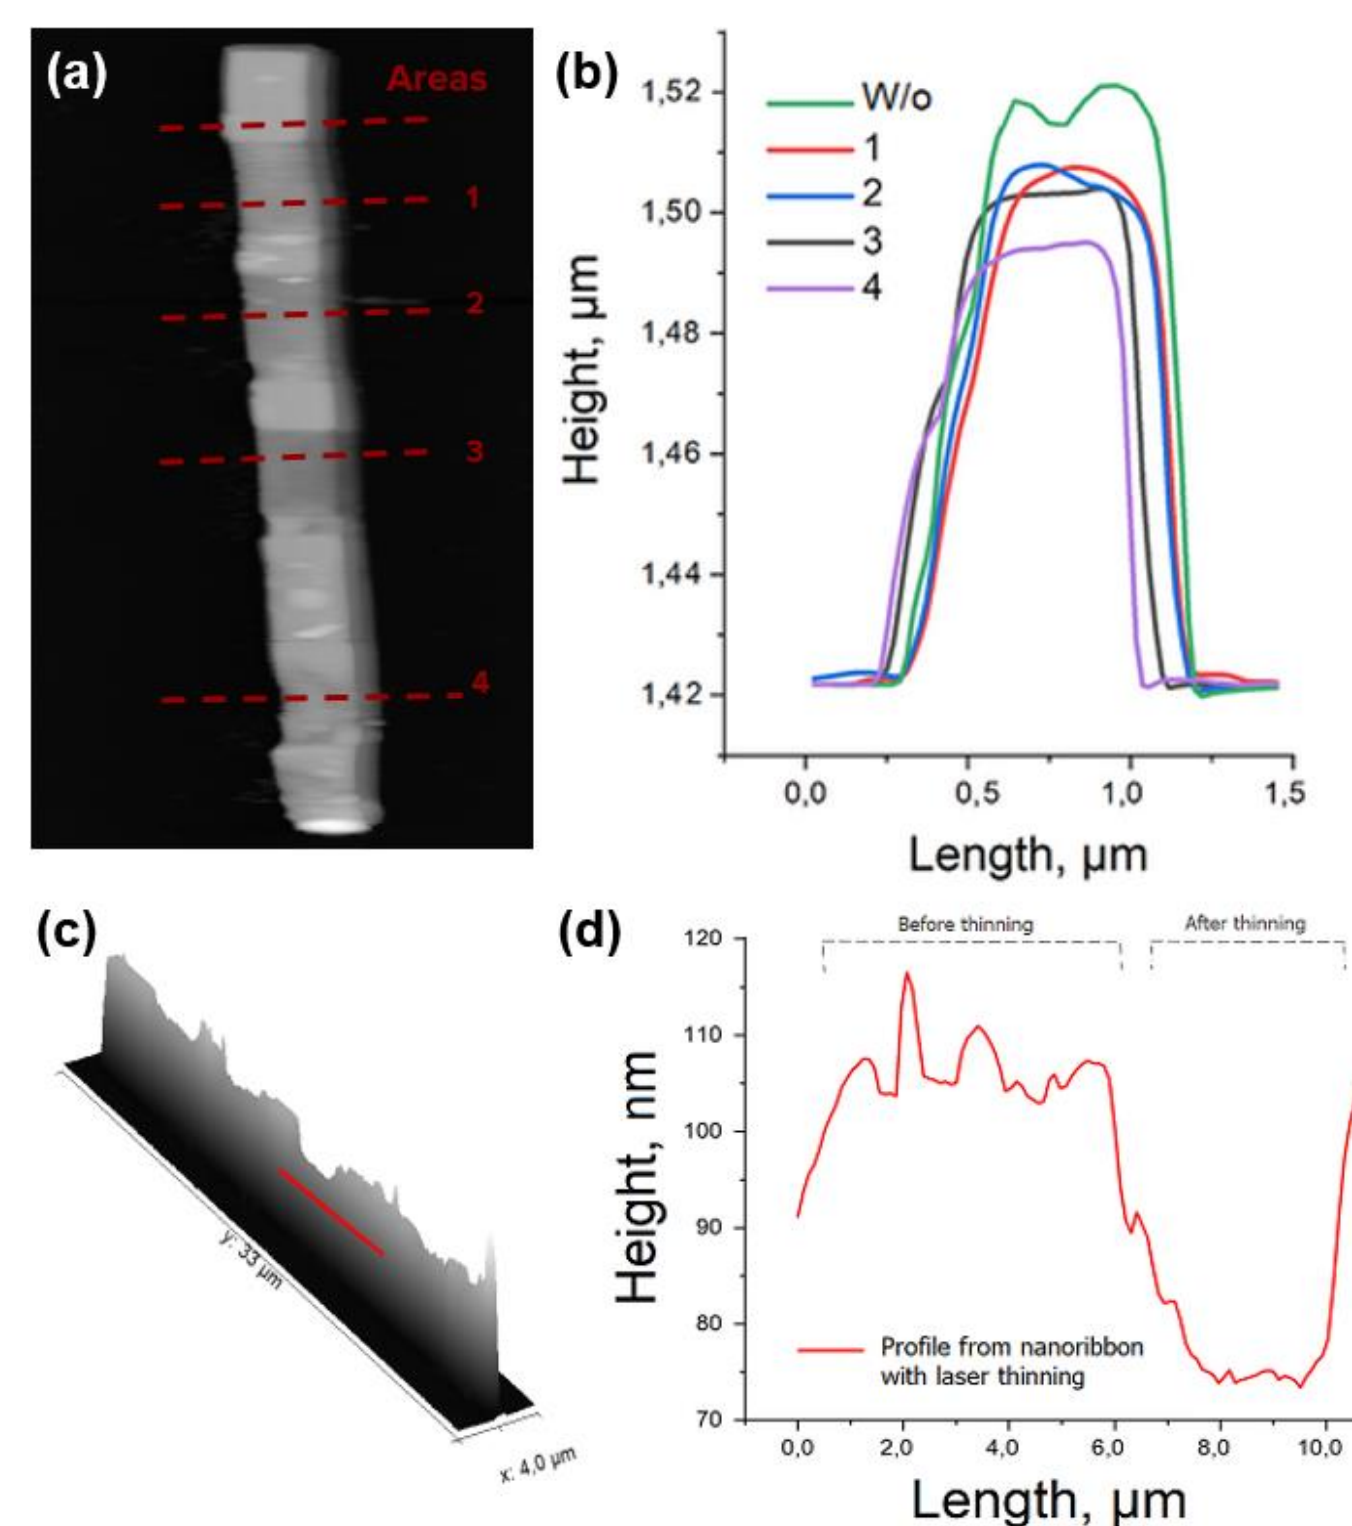 (a)
Areas
1
2
3
4
(b)
1,52
1,50
1,48
1,46
1,44
1,42
Height, µm
W/o
1
2
3
4
0,0 0,5 1,0 1,5
Length, µm
(c)
y: 33 µm
x: 4,0 µm
(d)
Before thinning
After thinning
120
110
100
90
80
70
Height, nm
Profile from nanoribbon
with laser thinning
0,0 2,0 4,0 6,0 8,0 10,0
Length, µm